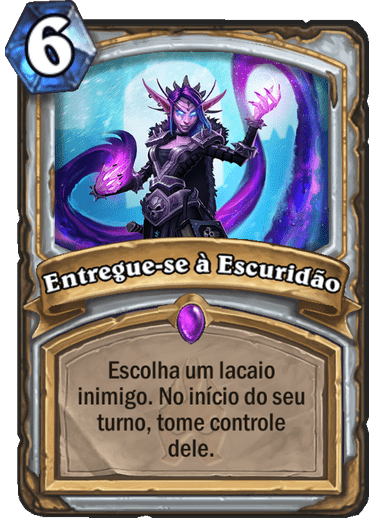 6
Entregue-se à Escuridão
Escolha um lacaio
inimigo. No início do seu
turno, tome controle
dele.